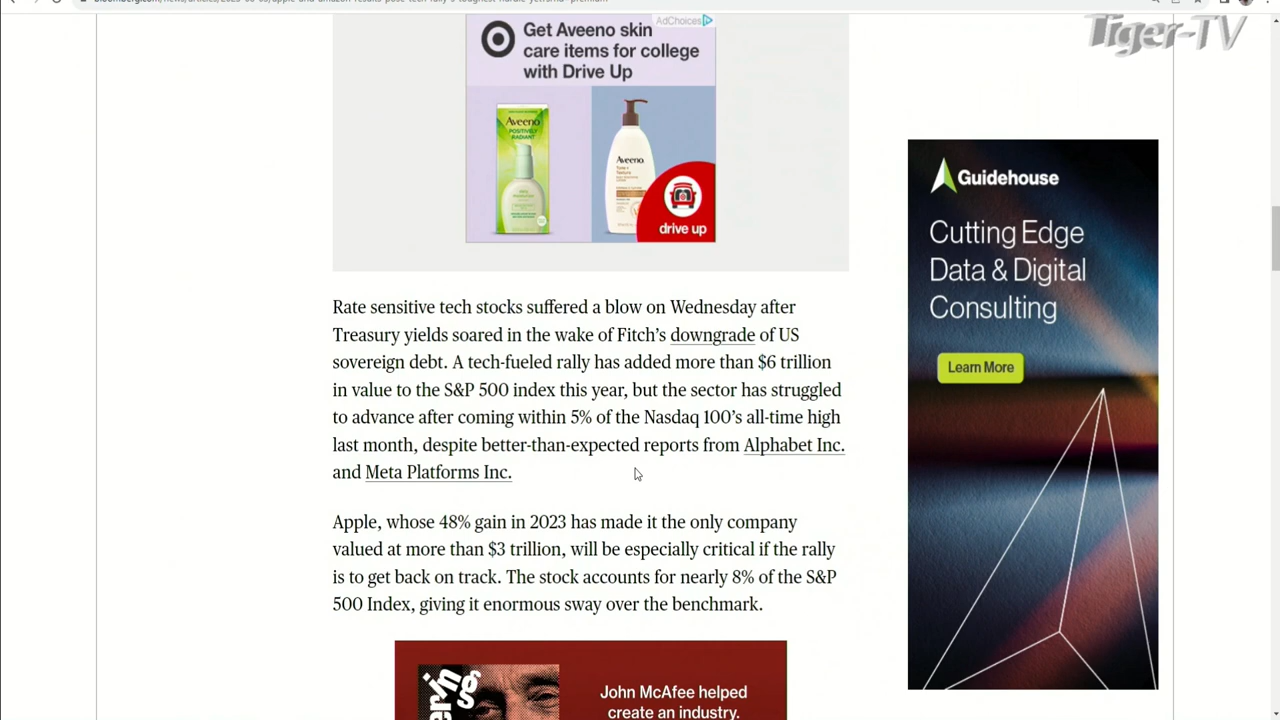 Tiger-TV
AdChoices
Get Aveeno skin
care items for college
with Drive Up
Aveeno
POSITIVELY
RADIANT
Aveeno
drive up
Guidehouse
Cutting Edge
Data & Digital
Consulting
Learn More
Rate sensitive tech stocks suffered a blow on Wednesday after
Treasury yields soared in the wake of Fitch's downgrade of US
sovereign debt. A tech-fueled rally has added more than $6 trillion
in value to the S&P 500 index this year, but the sector has struggled
to advance after coming within 5% of the Nasdaq 100's all-time high
last month, despite better-than-expected reports from Alphabet Inc.
and Meta Platforms Inc.
Apple, whose 48% gain in 2023 has made it the only company
valued at more than $3 trillion, will be especially critical if the rally
is to get back on track. The stock accounts for nearly 8% of the S&P
500 Index, giving it enormous sway over the benchmark.
John McAfee helped
create an industry.